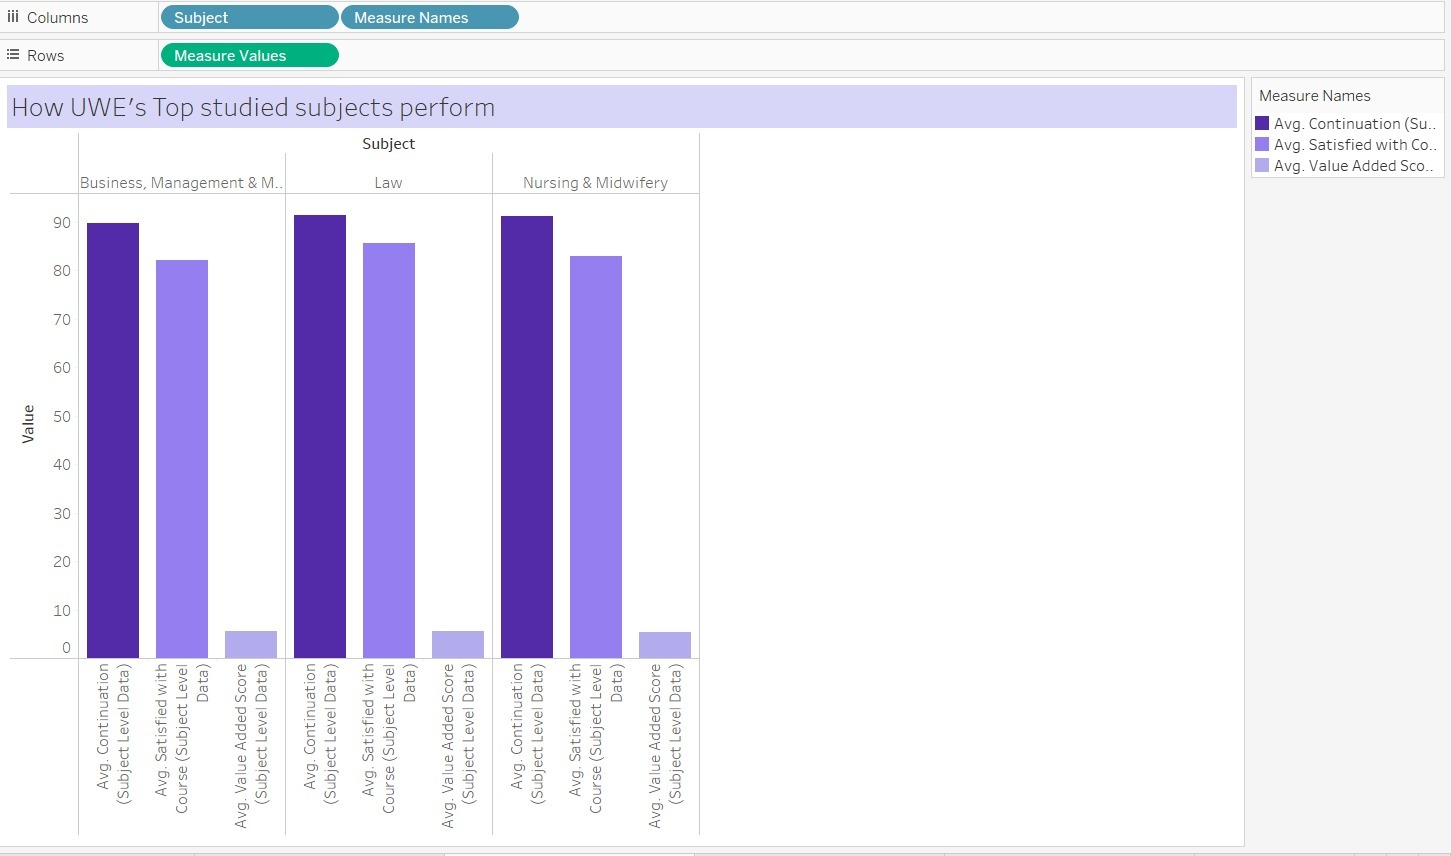 Columns
Subject
Measure Names
Rows
Measure Values
How UWE's Top studied subjects perform
Measure Names
Avg. Continuation (Su..
Avg. Satisfied with Co..
Avg. Value Added Sco..
Subject
Business, Management & M..
Law
Nursing & Midwifery
Value
90
80
70
60
50
40
30
20
10
0
Avg. Continuation
(Subject Level Data)
Avg. Satisfied with
Course (Subject Level
Data)
Avg. Value Added Score
(Subject Level Data)
Avg. Continuation
(Subject Level Data)
Avg. Satisfied with
Course (Subject Level
Data)
Avg. Value Added Score
(Subject Level Data)
Avg. Continuation
(Subject Level Data)
Avg. Satisfied with
Course (Subject Level
Data)
Avg. Value Added Score
(Subject Level Data)